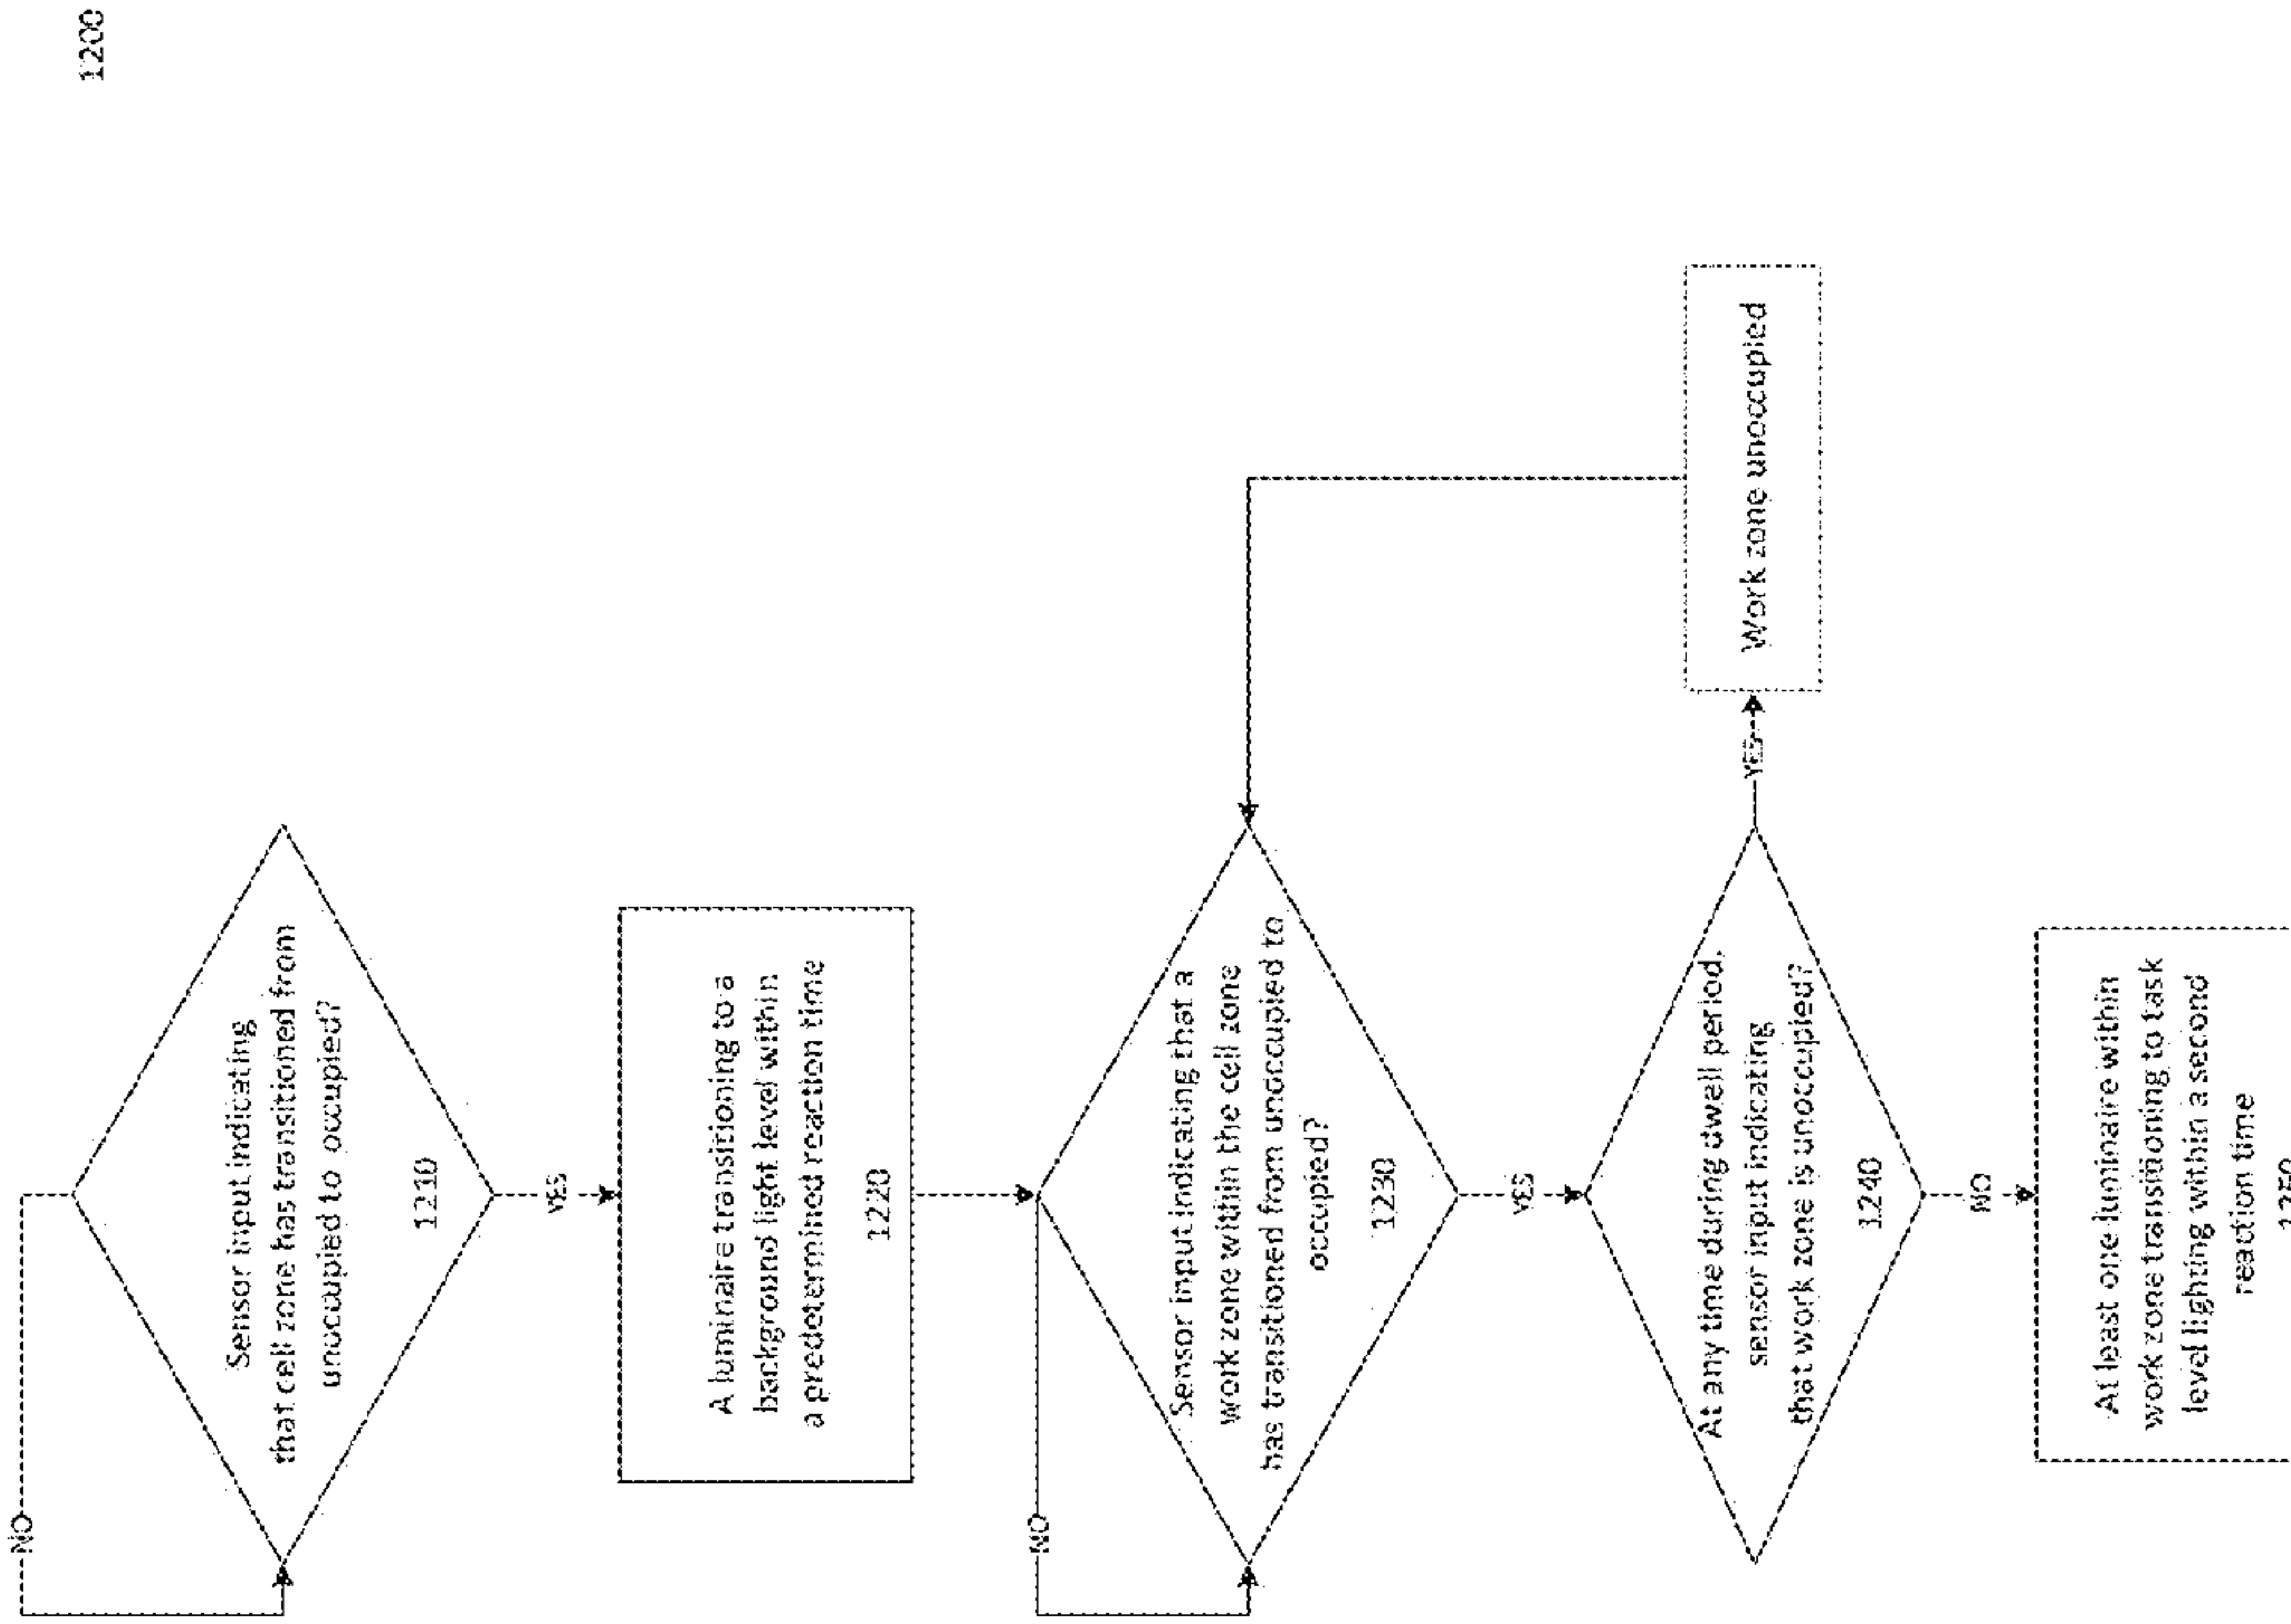 1200
NO
Sensor input indicating
that cell zone has transitioned from
unoccupied to occupied?
1210
YES
A luminaire transitioning to a
background light level within
a predetermined reaction time
1220
NO
Sensor input indicating that a
work zone within the cell zone
has transitioned from unoccupied to
occupied?
1230
YES
At any time during dwell period,
sensor input indicating
that work zone is unoccupied?
1240
YES
Work zone unoccupied
NO
At least one luminaire within
work zone transitioning to task
level lighting within a second
reaction time